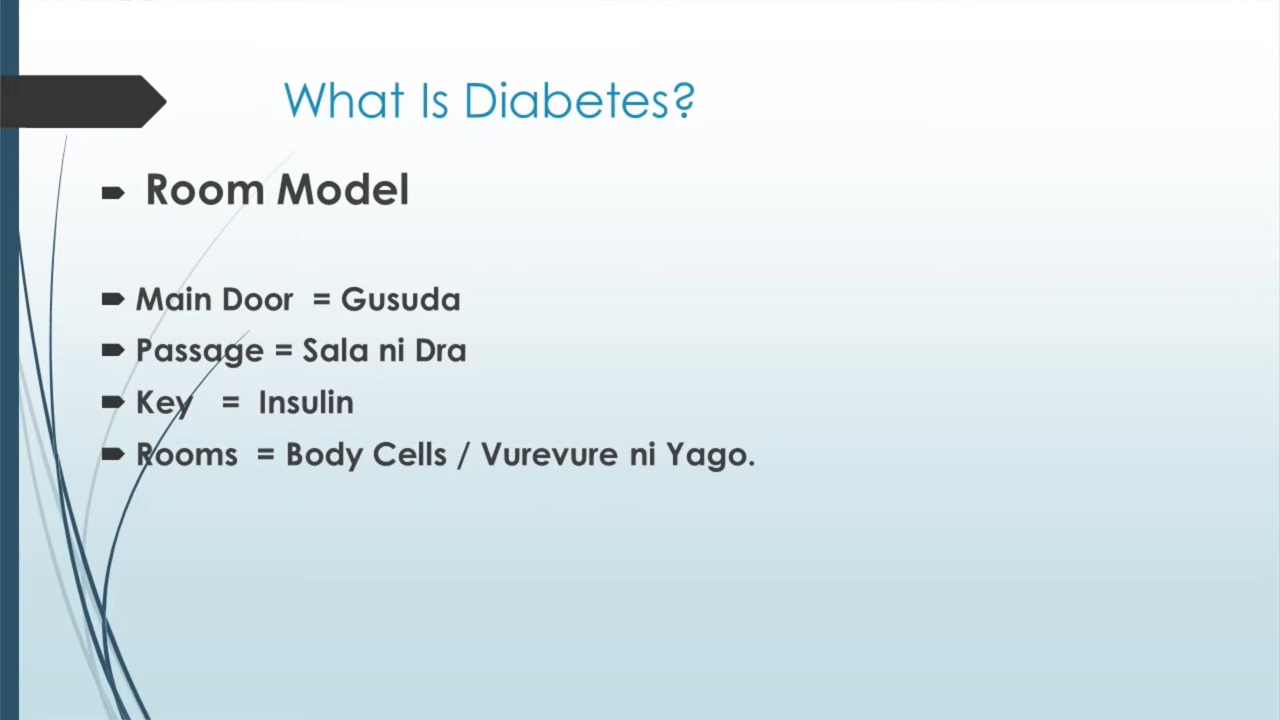 What Is Diabetes?
Room Model
Main Door = Gusuda
Passage = Sala ni Dra
Key = Insulin
Rooms = Body Cells / Vurevure ni Yago.